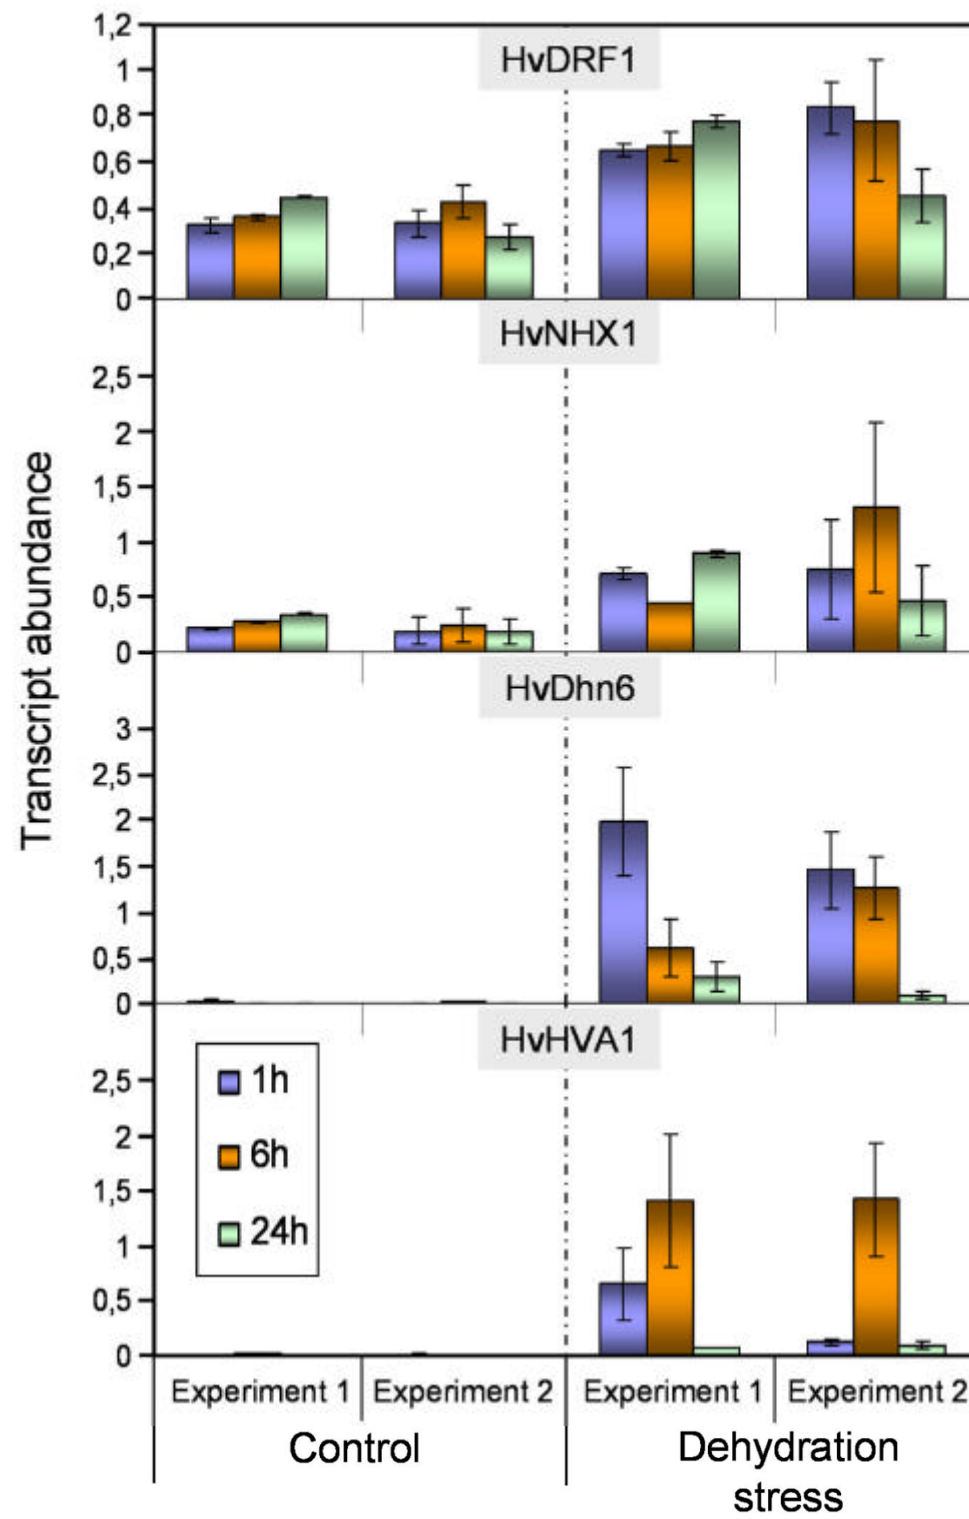 Transcript abundance
HvDRF1
1,2
1
0,8
0,6
0,4
0,2
0
HvNHX1
2,5
2
1,5
1
0,5
0
HvDhn6
3
2,5
2
1,5
1
0,5
0
HvHVA1
2,5
2
1,5
1
0,5
0
1h
6h
24h
Experiment 1 Experiment 2 Experiment 1 Experiment 2
Control Dehydration
stress